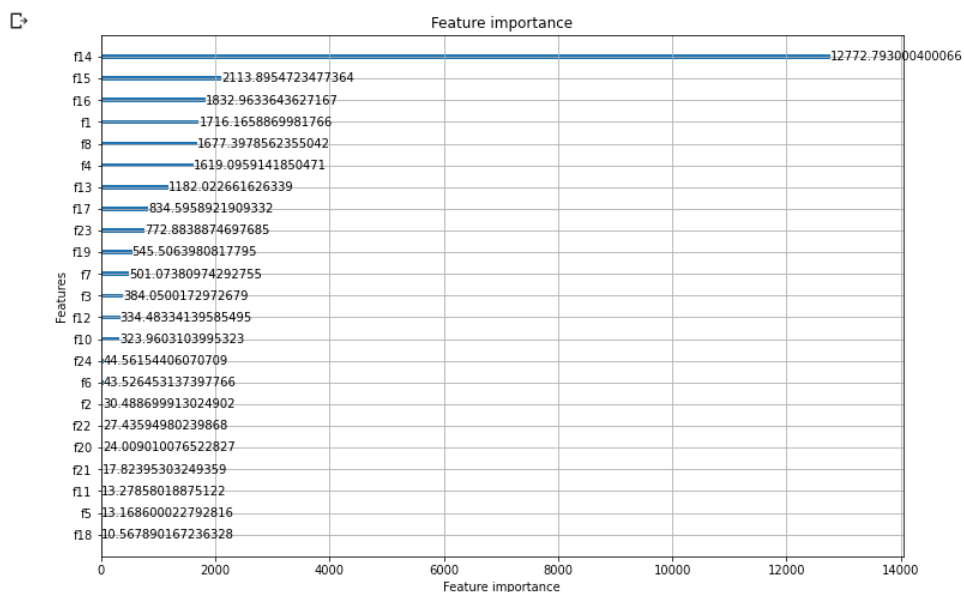 Feature importance
f14 12772.793000400066
f15 2113.8954723477364
f16 1832.9633643627167
f1 1716.1658869981766
f8 1677.3978562355042
f4 1619.0959141850471
f13 1182.022661626339
f17 834.5958921909332
f23 772.8838874697685
f19 545.5063980817795
f7 501.07380974292755
f3 384.0500172972679
f12 334.48334139585495
f10 323.9603103995323
f24 44.56154406070709
f6 43.526453137397766
f2 30.488699913024902
f22 27.43594980239868
f20 24.009010076522827
f21 17.82395303249359
f11 13.27858018875122
f5 13.168600022792816
f18 10.567890167236328
Features
0 2000 4000 6000 8000 10000 12000 14000
Feature importance